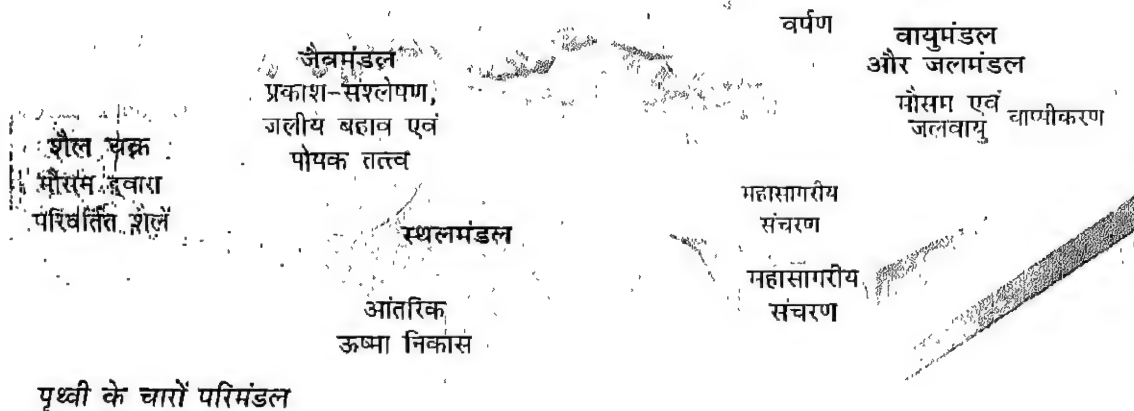 वर्षण
वायुमंडल
और जलमंडल
मौसम एवं
जलवायु
वाष्पीकरण
जैवमंडल
प्रकाश-संश्लेषण,
जलीय बहाव एवं
पोषक तत्त्व
शैल चक्र
मौसम द्वारा
परिवर्तित शैलें
स्थलमंडल
महासागरीय
संचरण
महासागरीय
संचरण
आंतरिक
ऊष्मा निकास
पृथ्वी के चारों परिमंडल